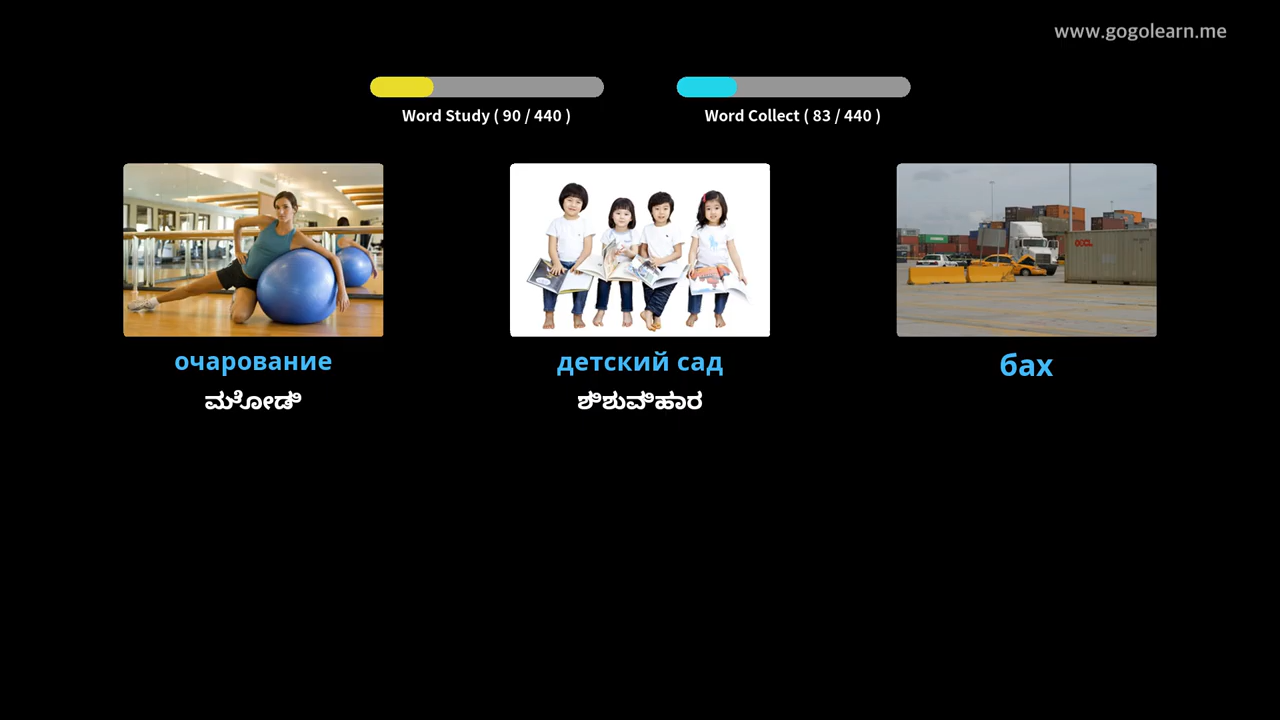 www.gogolearn.me
Word Study ( 90 / 440 )
Word Collect ( 83 / 440 )
очарование
детский сад
бах
ಮೋಡಿ
ಶಿಶುವಿಹಾರ